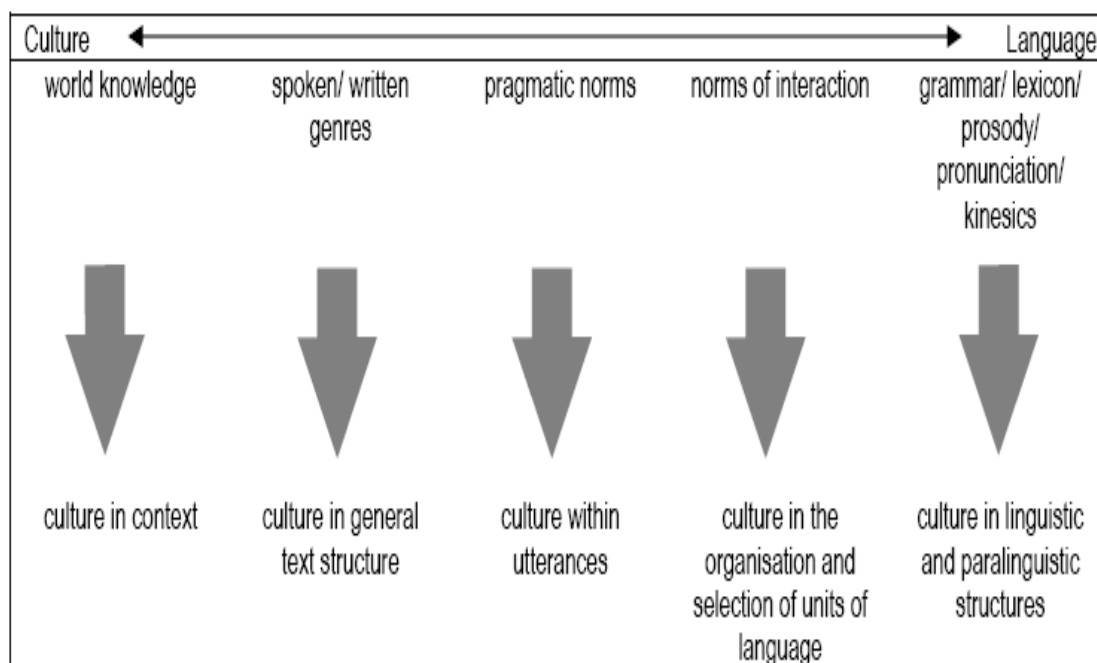 Culture Language
world knowledge
spoken/ written
genres
pragmatic norms
norms of interaction
grammar/ lexicon/
prosody/
pronunciation/
kinesics
culture in context
culture in general
text structure
culture within
utterances
culture in the
organisation and
selection of units of
language
culture in linguistic
and paralinguistic
structures